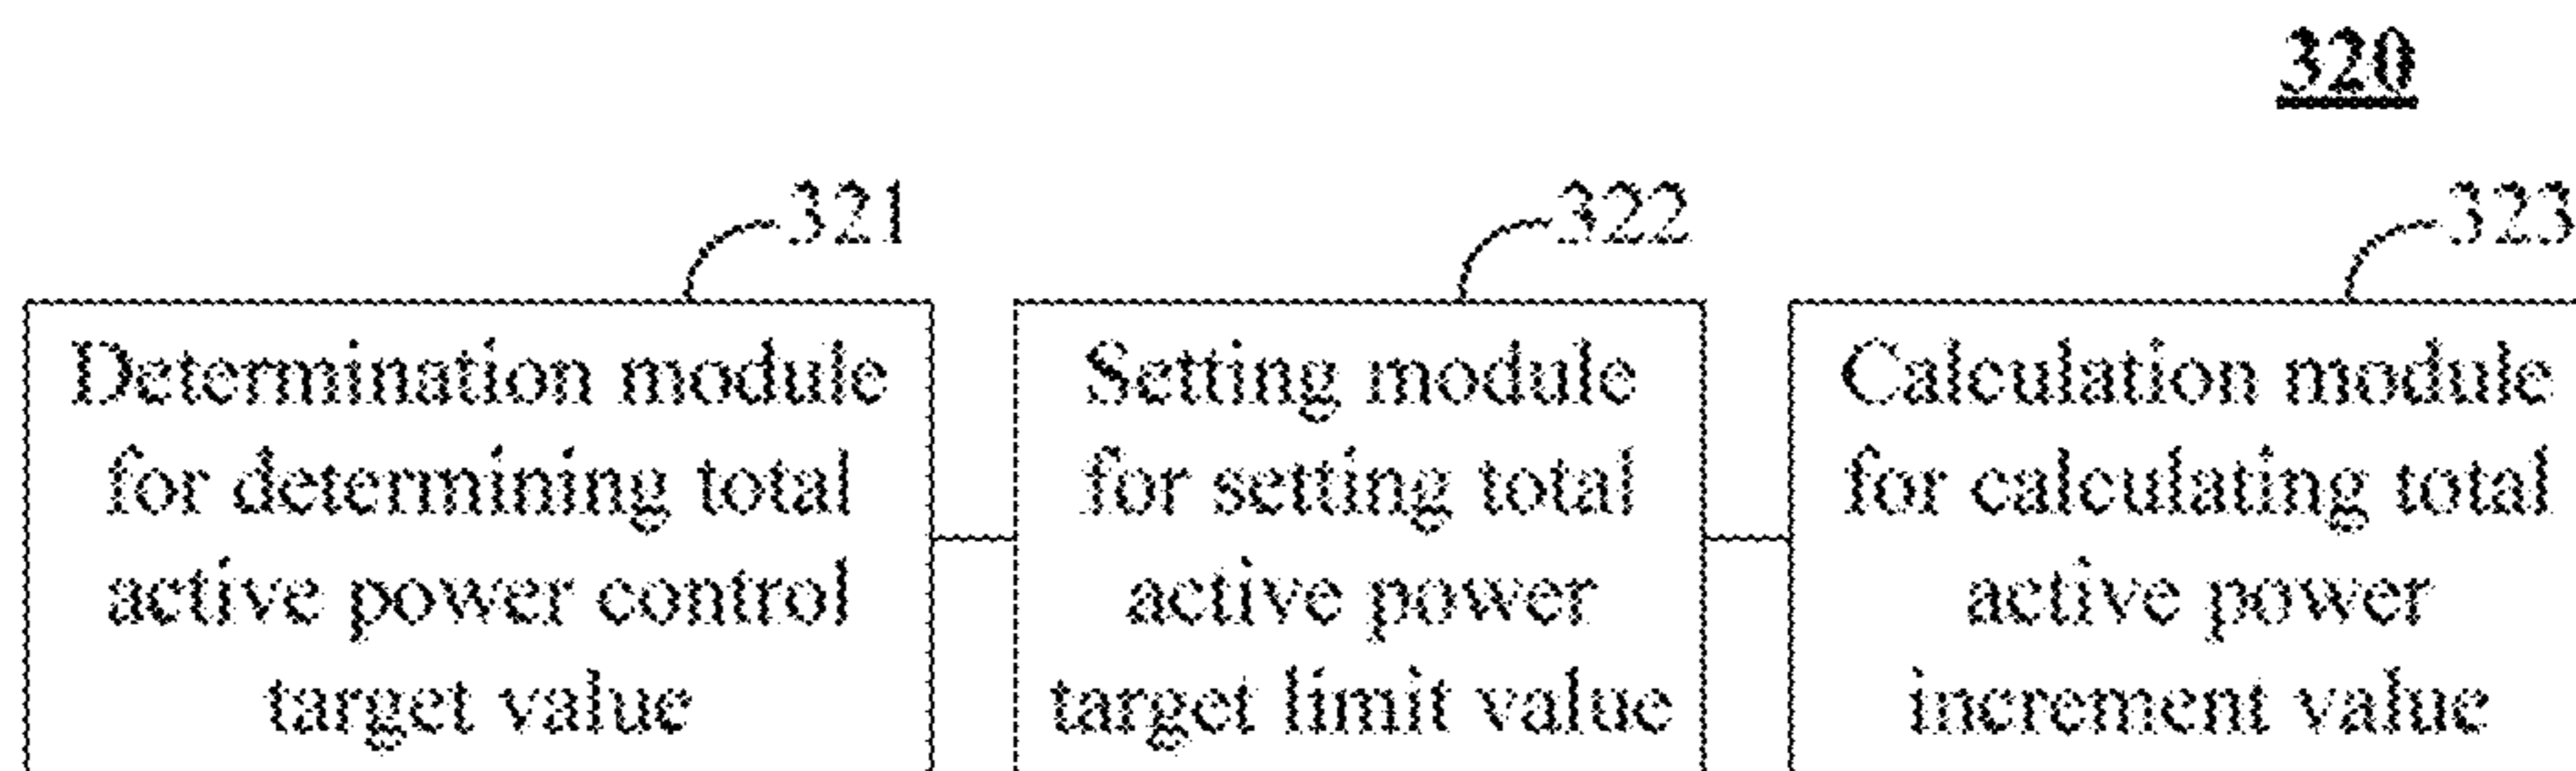 320
321
322
323
Determination module
for determining total
active power control
target value
Setting module
for setting total
active power
target limit value
Calculation module
for calculating total
active power
increment value